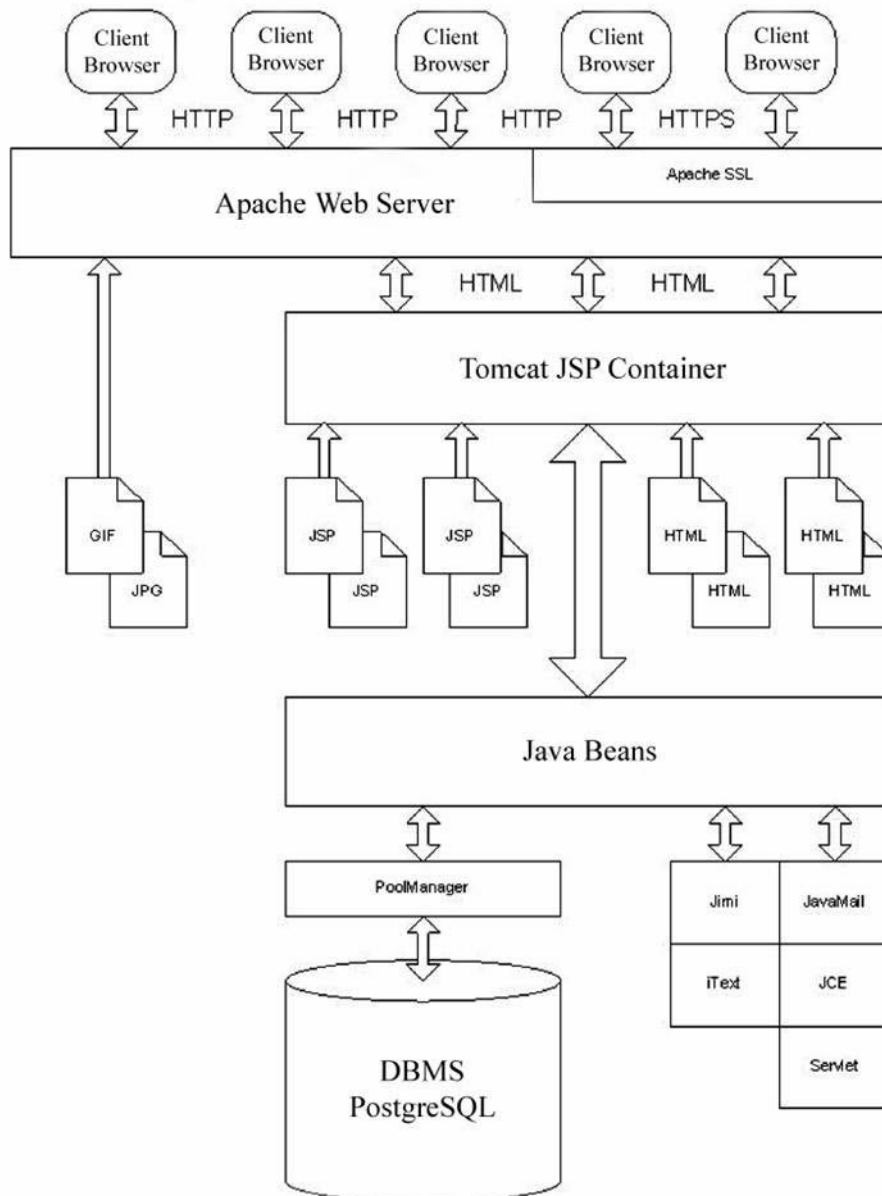 Client
Browser
Client
Browser
Client
Browser
Client
Browser
Client
Browser
HTTP
HTTP
HTTP
HTTPS
Apache SSL
Apache Web Server
HTML
HTML
Tomcat JSP Container
GIF
JPG
JSP
JSP
JSP
JSP
HTML
HTML
HTML
HTML
Java Beans
PoolManager
Jimi
JavaMail
iText
JCE
Servlet
DBMS
PostgreSQL